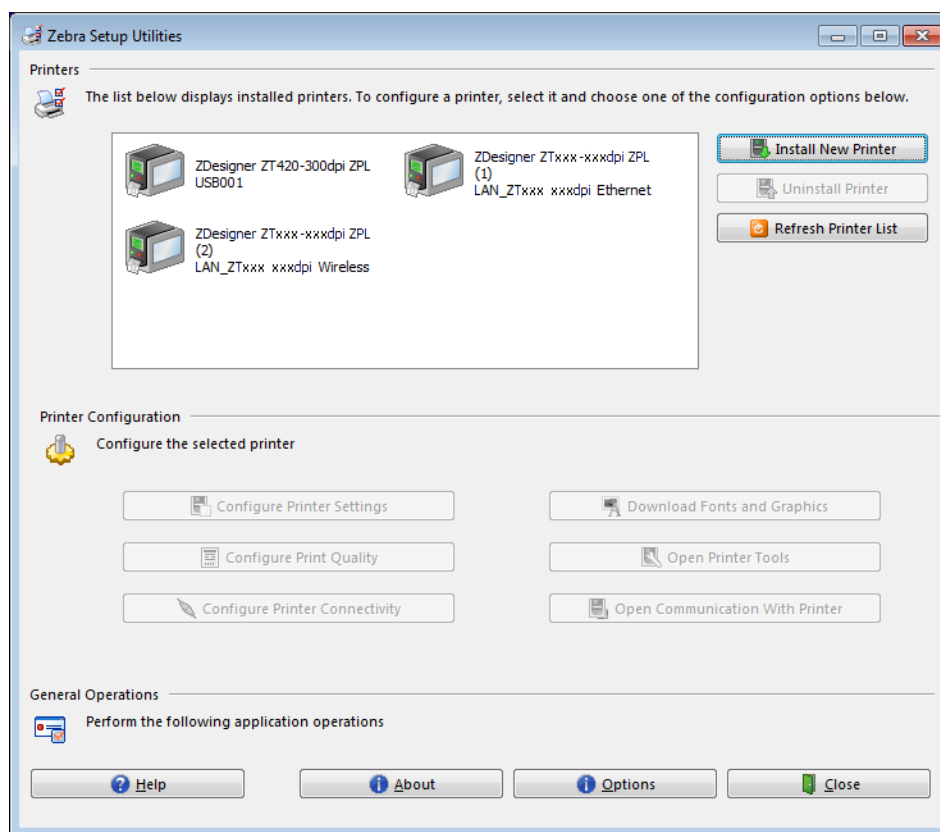 Zebra Setup Utilities
Printers
The list below displays installed printers. To configure a printer, select it and choose one of the configuration options below.
ZDesigner ZT420-300dpi ZPL
USB001
ZDesigner ZTxxx-xxxdpi ZPL
(1)
LAN_ZTxxx xxxdpi Ethernet
ZDesigner ZTxxx-xxxdpi ZPL
(2)
LAN_ZTxxx xxxdpi Wireless
Install New Printer
Uninstall Printer
Refresh Printer List
Printer Configuration
Configure the selected printer
Configure Printer Settings
Download Fonts and Graphics
Configure Print Quality
Open Printer Tools
Configure Printer Connectivity
Open Communication With Printer
General Operations
Perform the following application operations
Help
About
Options
Close